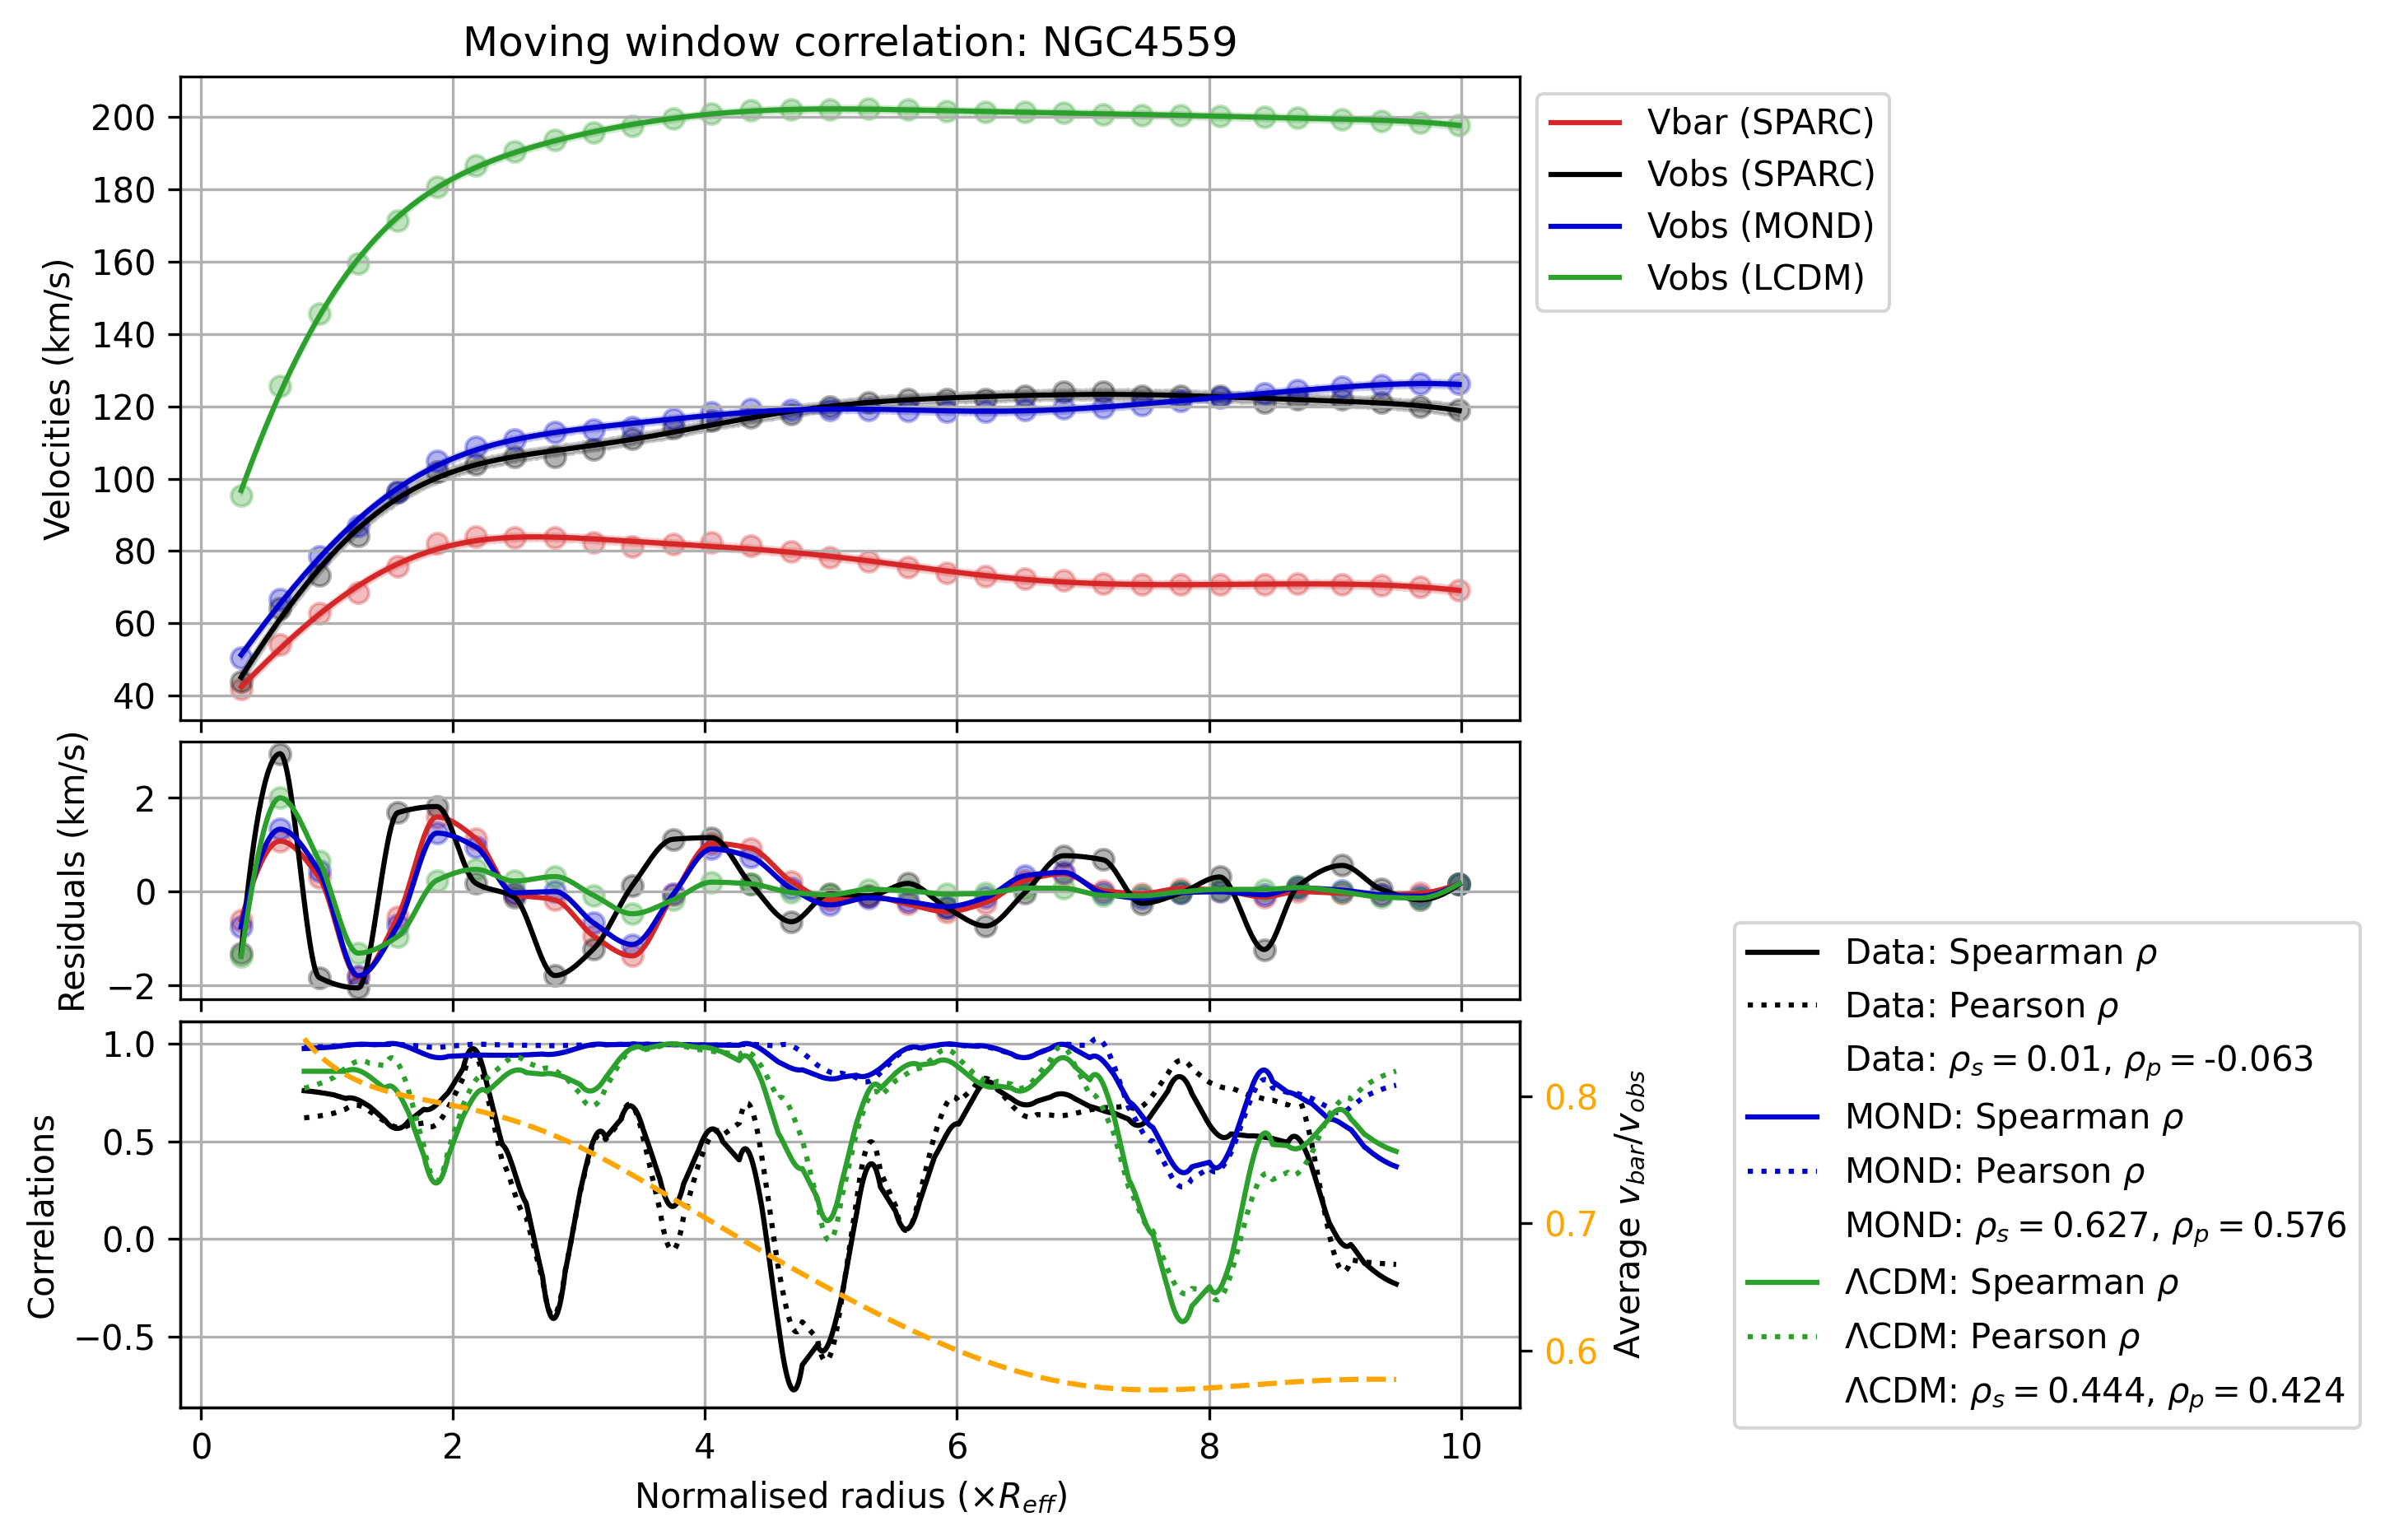 Moving window correlation: NGC4559
Velocities (km/s)
200
180
160
140
120
100
80
60
40
Vbar (SPARC)
Vobs (SPARC)
Vobs (MOND)
Vobs (LCDM)
Residuals (km/s)
2
0
−2
Correlations
1.0
0.5
0.0
−0.5
0.8
0.7
0.6
Average v_bar/v_obs
0 2 4 6 8 10
Normalised radius (×R_eff)
Data: Spearman ρ
Data: Pearson ρ
Data: ρ_s = 0.01, ρ_p = -0.063
MOND: Spearman ρ
MOND: Pearson ρ
MOND: ρ_s = 0.627, ρ_p = 0.576
ΛCDM: Spearman ρ
ΛCDM: Pearson ρ
ΛCDM: ρ_s = 0.444, ρ_p = 0.424